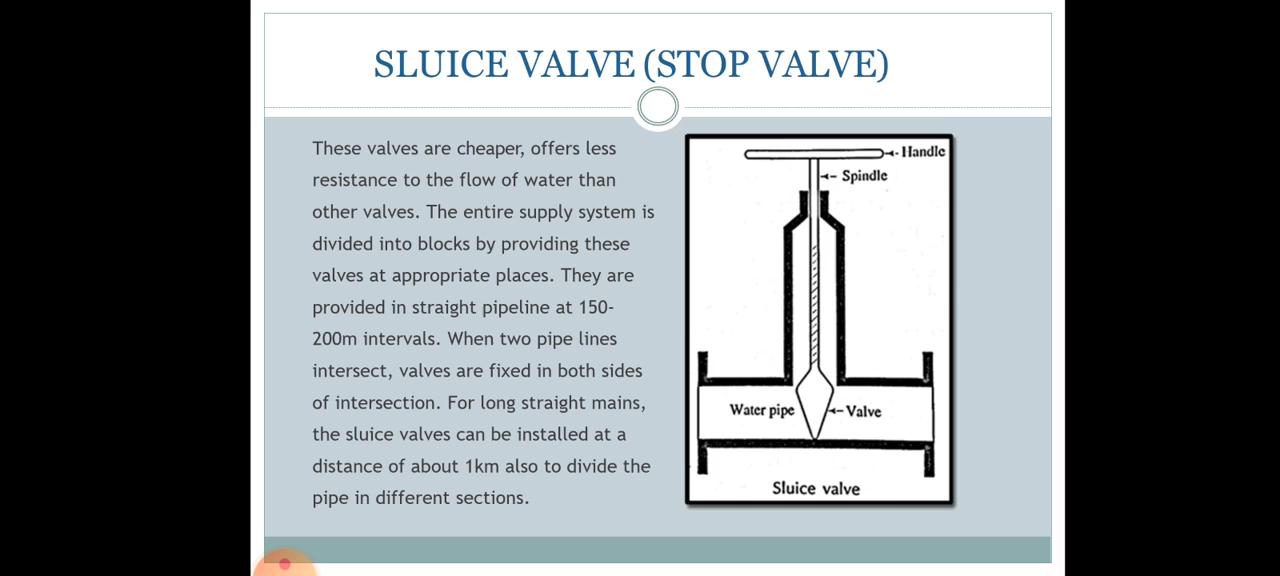 SLUICE VALVE (STOP VALVE)
These valves are cheaper, offers less
resistance to the flow of water than
other valves. The entire supply system is
divided into blocks by providing these
valves at appropriate places. They are
provided in straight pipeline at 150-
200m intervals. When two pipe lines
intersect, valves are fixed in both sides
of intersection. For long straight mains,
the sluice valves can be installed at a
distance of about 1km also to divide the
pipe in different sections.
Handle
Spindle
Water pipe
Valve
Sluice valve